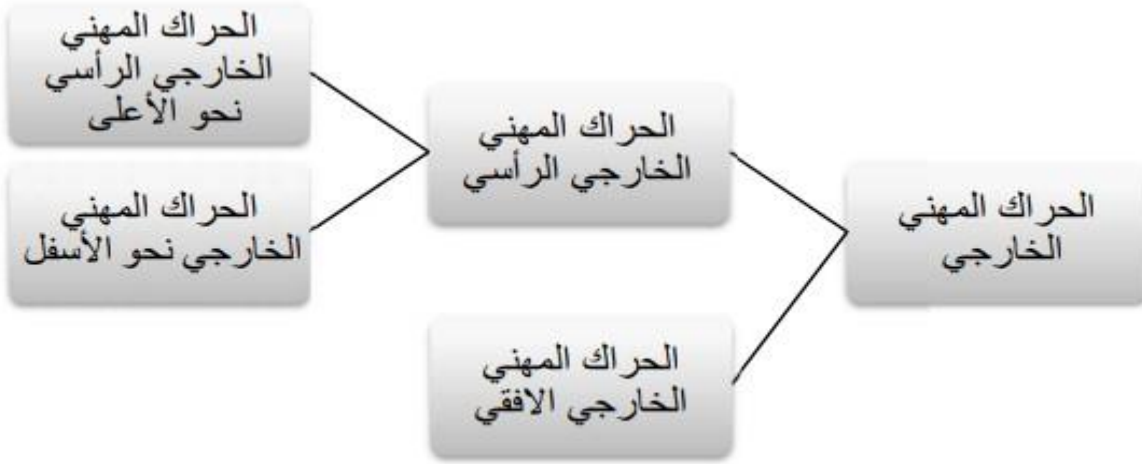 الحراك المهني
الخارجي
الحراك المهني
الخارجي الرأسي
الحراك المهني
الخارجي الافقي
الحراك المهني
الخارجي الرأسي
نحو الأعلى
الحراك المهني
الخارجي نحو الأسفل